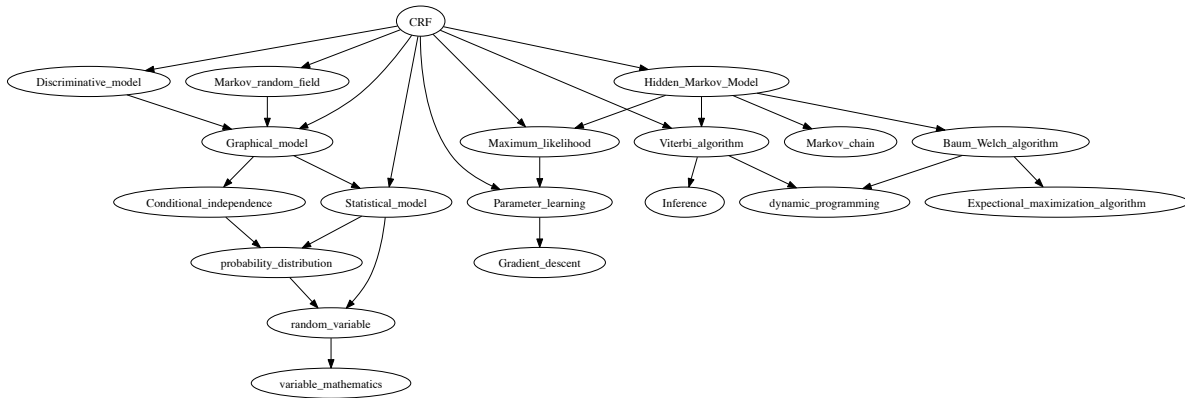 CRF
Discriminative_model
Markov_random_field
Hidden_Markov_Model
Graphical_model
Maximum_likelihood
Viterbi_algorithm
Markov_chain
Baum_Welch_algorithm
Conditional_independence
Statistical_model
Parameter_learning
Inference
dynamic_programming
Expectional_maximization_algorithm
probability_distribution
Gradient_descent
random_variable
variable_mathematics